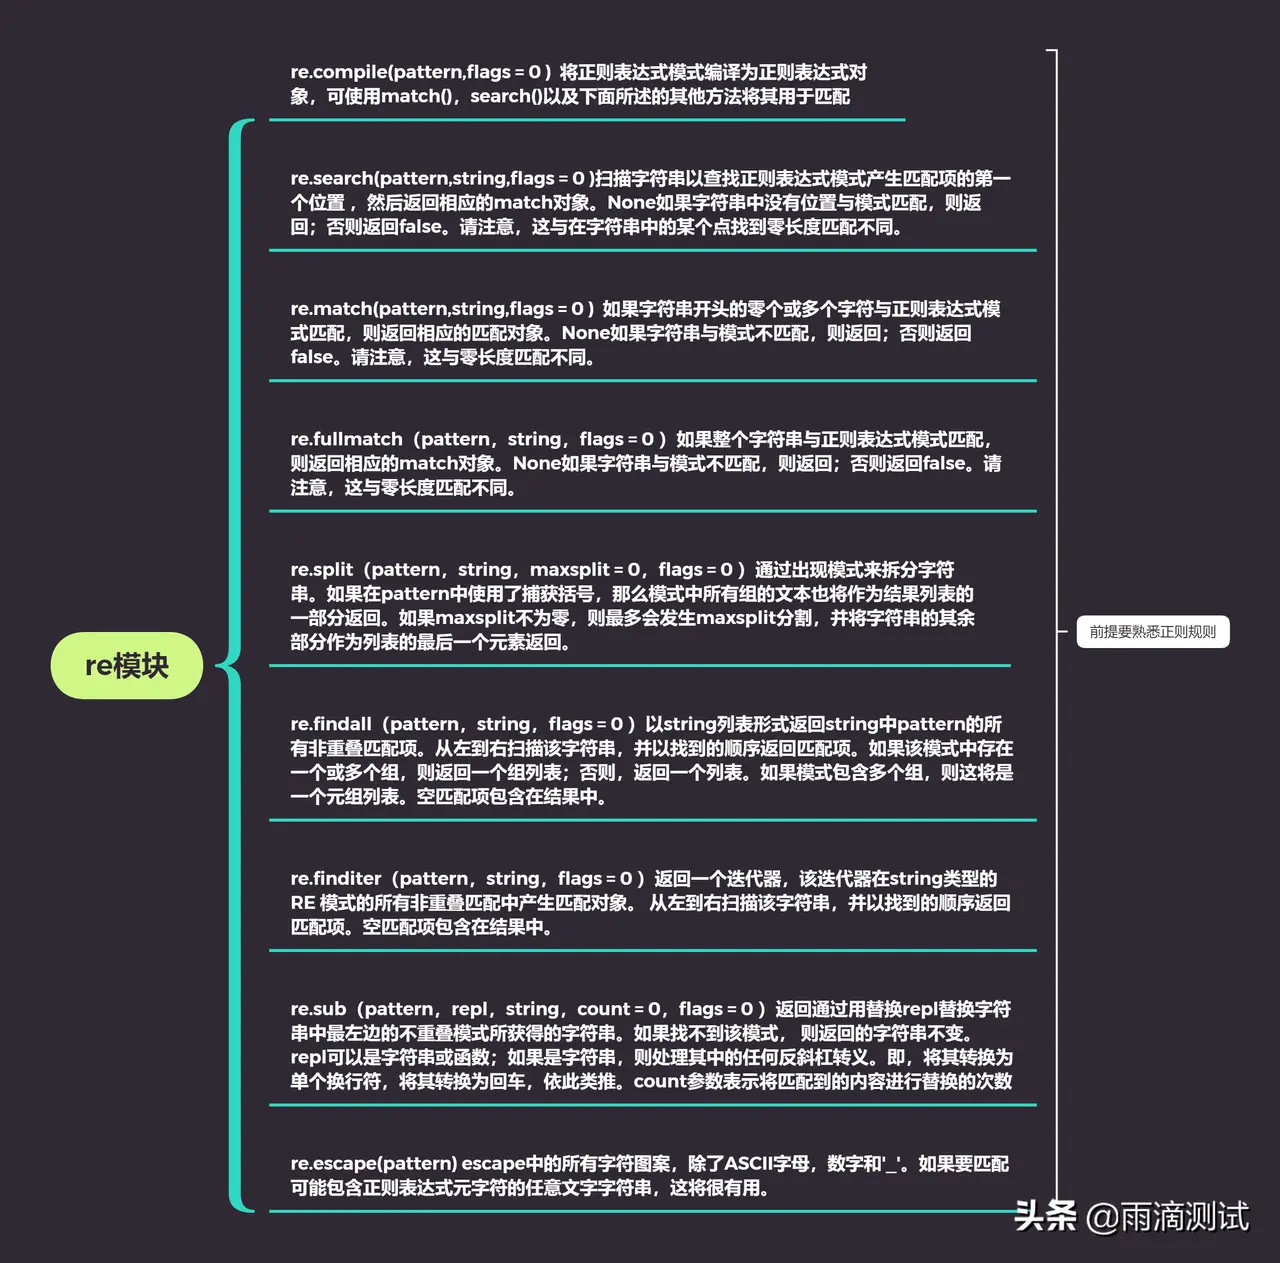 re.compile(pattern,flags = 0 ) 将正则表达式模式编译为正则表达式对
象，可使用match()，search()以及下面所述的其他方法将其用于匹配
re.search(pattern,string,flags = 0 )扫描字符串以查找正则表达式模式产生匹配项的第一
个位置 ，然后返回相应的match对象。None如果字符串中没有位置与模式匹配，则返
回；否则返回false。请注意，这与在字符串中的某个点找到零长度匹配不同。
re.match(pattern,string,flags = 0 ) 如果字符串开头的零个或多个字符与正则表达式模
式匹配，则返回相应的匹配对象。None如果字符串与模式不匹配，则返回；否则返回
false。请注意，这与零长度匹配不同。
re.fullmatch（pattern，string，flags = 0 ）如果整个字符串与正则表达式模式匹配，
则返回相应的match对象。None如果字符串与模式不匹配，则返回；否则返回false。请
注意，这与零长度匹配不同。
re.split（pattern，string，maxsplit = 0，flags = 0 ）通过出现模式来拆分字符
串。如果在pattern中使用了捕获括号，那么模式中所有组的文本也将作为结果列表的
一部分返回。如果maxsplit不为零，则最多会发生maxsplit分割，并将字符串的其余
部分作为列表的最后一个元素返回。
re模块
前提要熟悉正则规则
re.findall（pattern，string，flags = 0 ）以string列表形式返回string中pattern的所
有非重叠匹配项。从左到右扫描该字符串，并以找到的顺序返回匹配项。如果该模式中存在
一个或多个组，则返回一个组列表；否则，返回一个列表。如果模式包含多个组，则这将是
一个元组列表。空匹配项包含在结果中。
re.finditer（pattern，string，flags = 0 ）返回一个迭代器，该迭代器在string类型的
RE 模式的所有非重叠匹配中产生匹配对象。 从左到右扫描该字符串，并以找到的顺序返回
匹配项。空匹配项包含在结果中。
re.sub（pattern，repl，string，count = 0，flags = 0 ）返回通过用替换repl替换字符
串中最左边的不重叠模式所获得的字符串。如果找不到该模式， 则返回的字符串不变。
repl可以是字符串或函数；如果是字符串，则处理其中的任何反斜杠转义。即，将其转换为
单个换行符，将其转换为回车，依此类推。count参数表示将匹配到的内容进行替换的次数
re.escape(pattern) escape中的所有字符图案，除了ASCII字母，数字和'_'。如果要匹配
可能包含正则表达式元字符的任意文字字符串，这将很有用。
头条 @雨滴测试